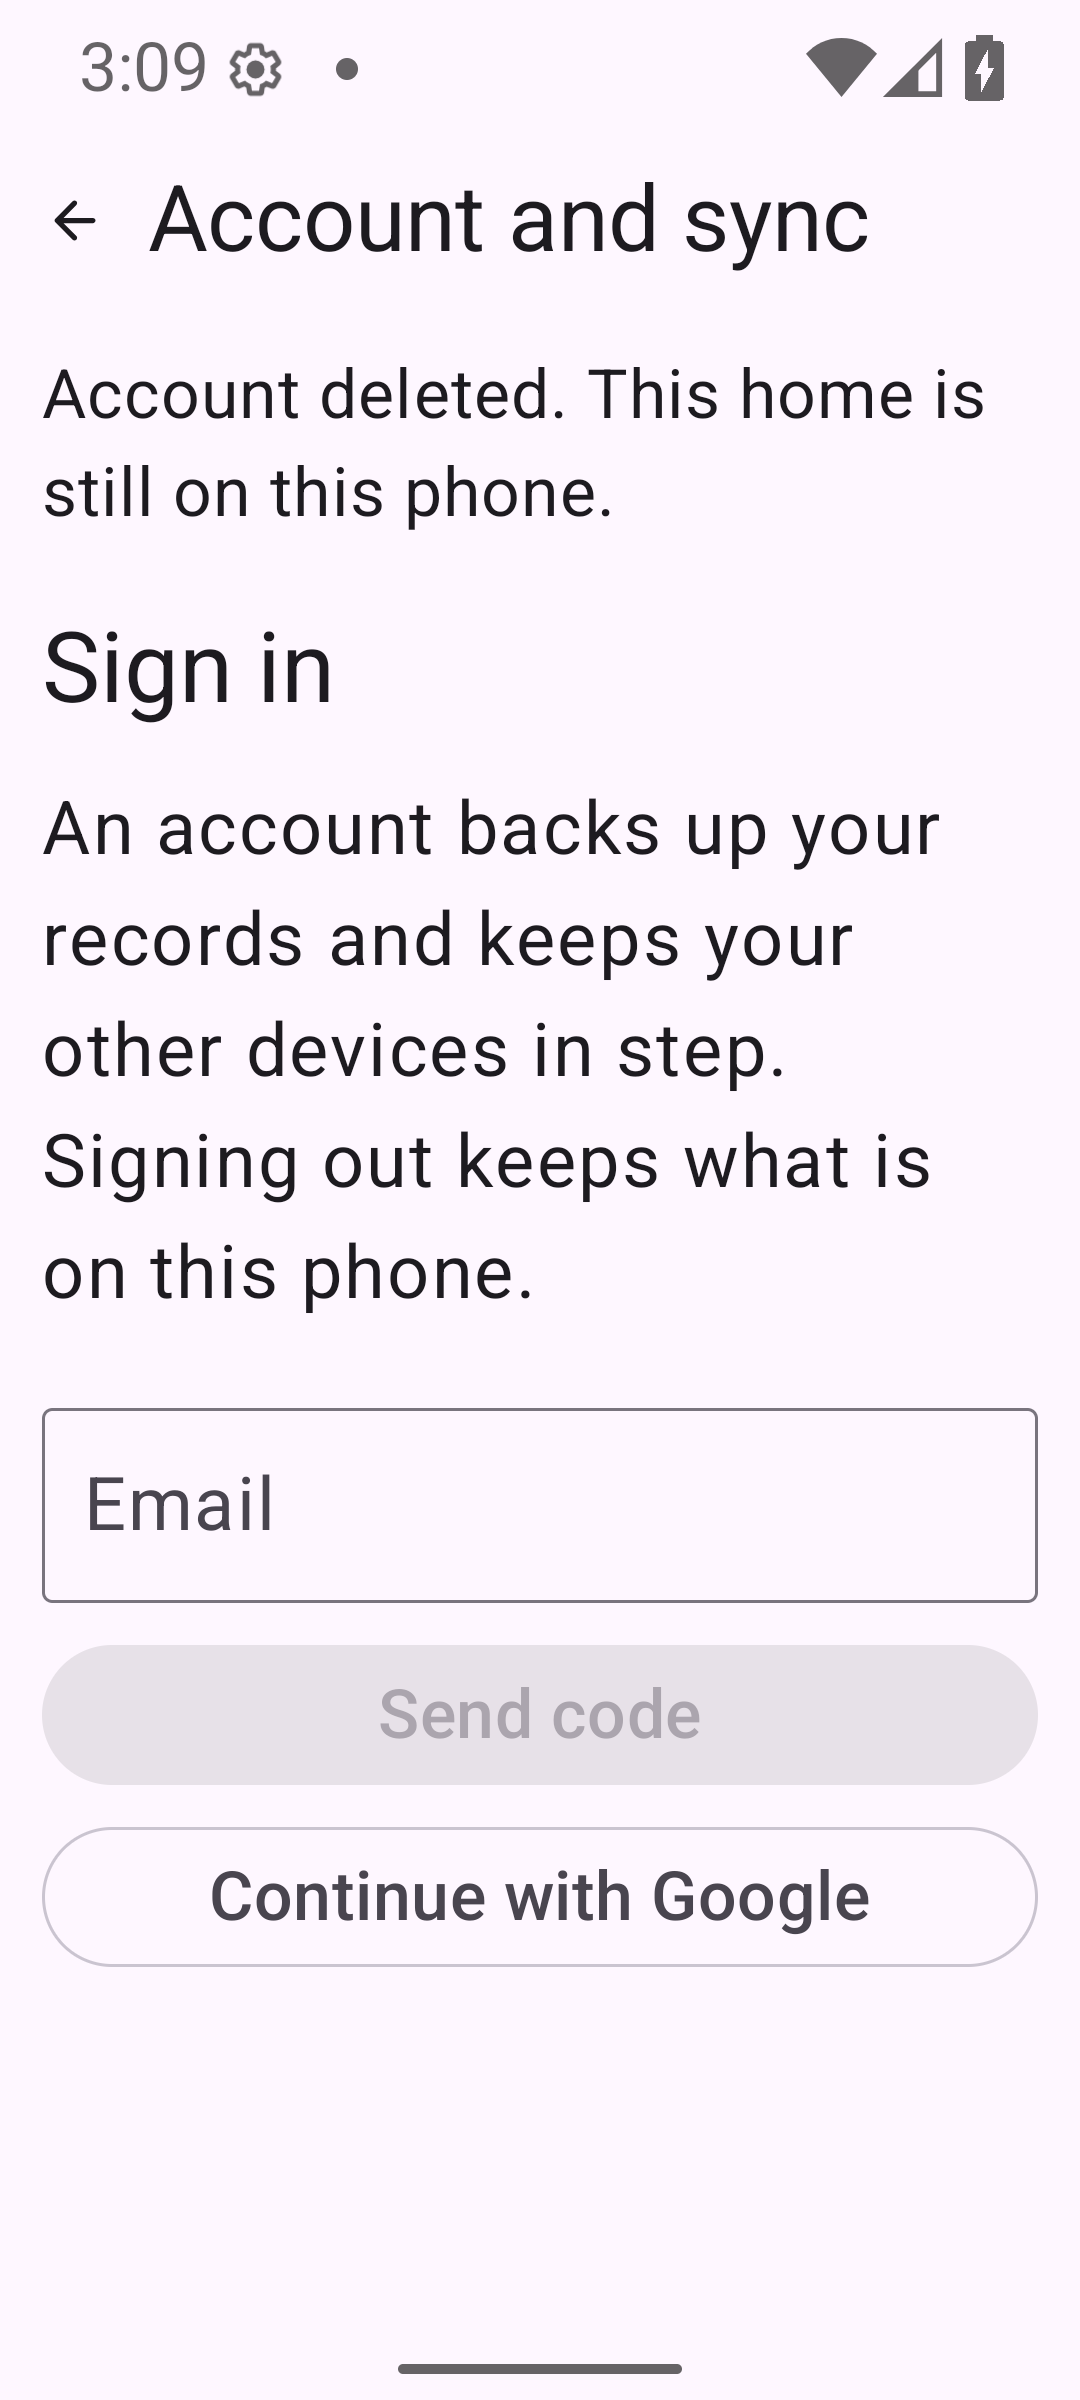 3:09
Account and sync
Account deleted. This home is
still on this phone.
Sign in
An account backs up your
records and keeps your
other devices in step.
Signing out keeps what is
on this phone.
Email
Send code
Continue with Google